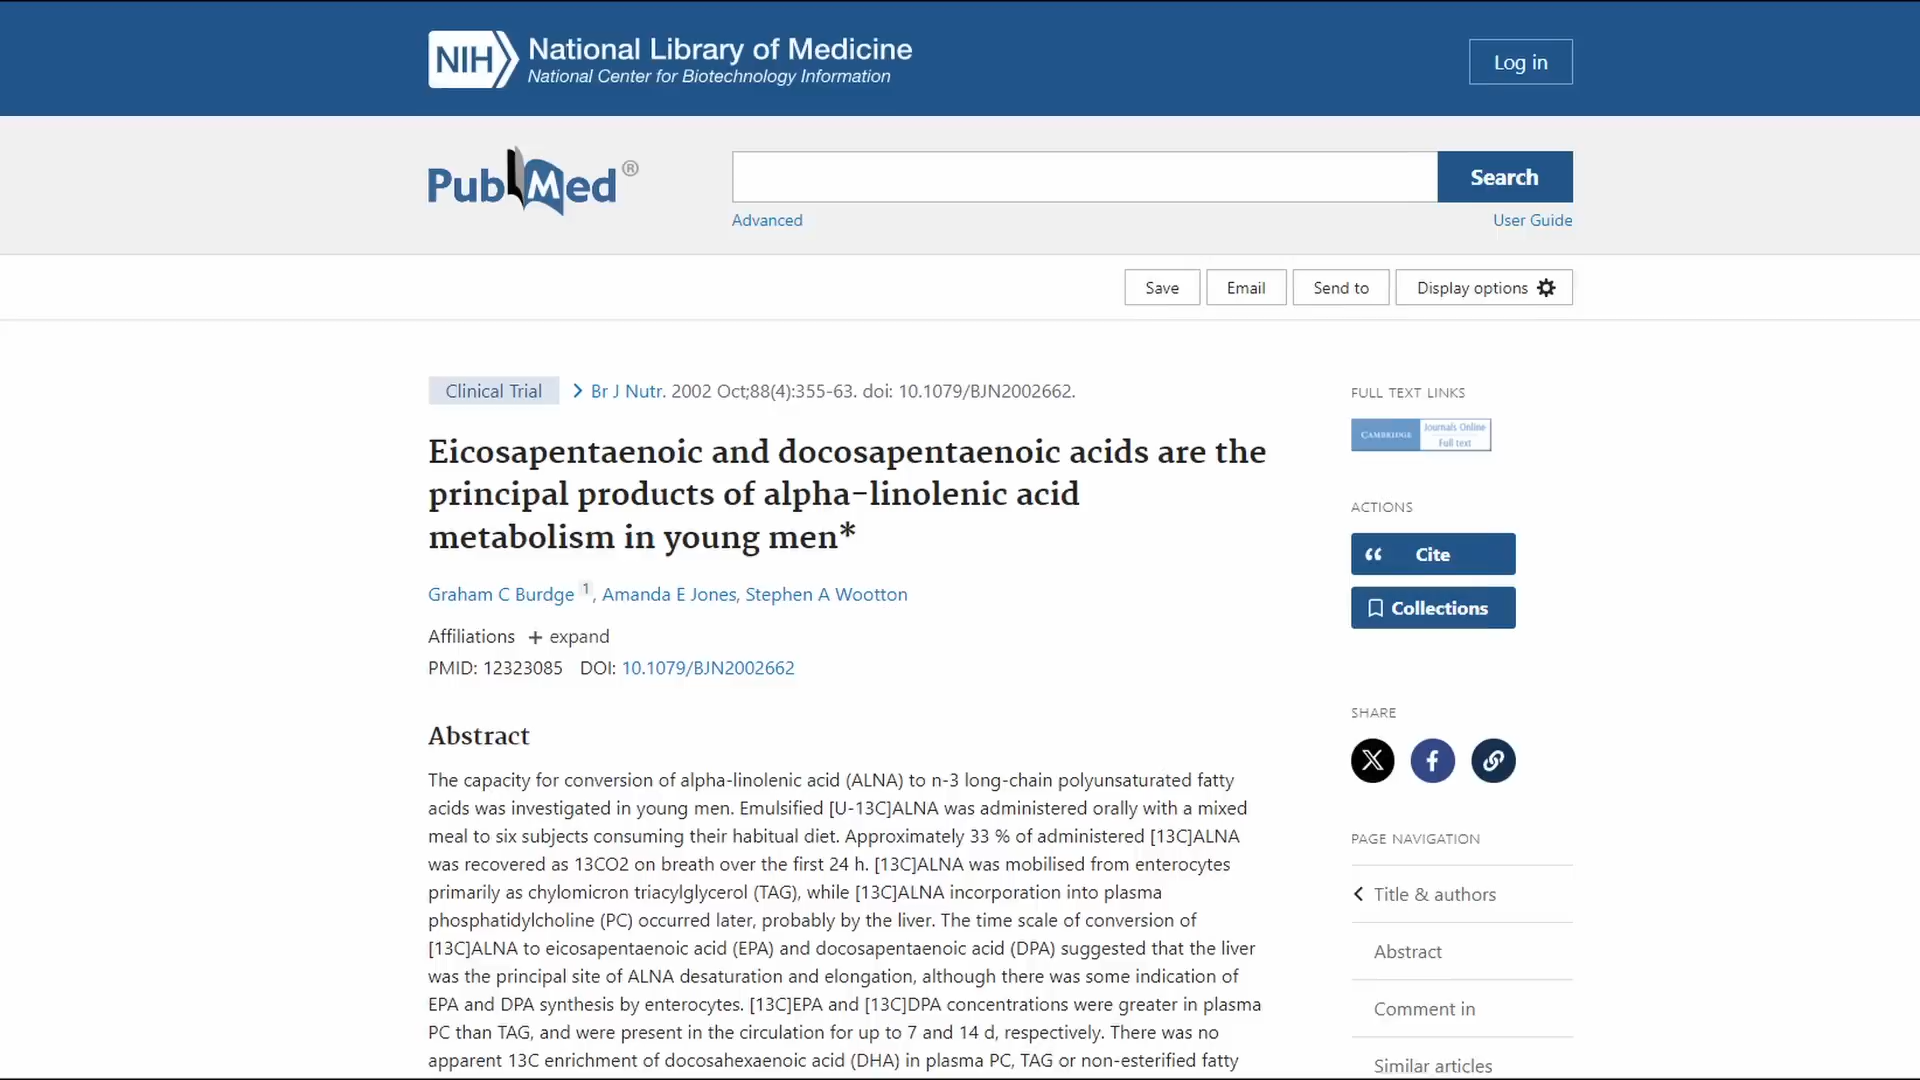 NIH National Library of Medicine
National Center for Biotechnology Information
Log in
PubMed®
Search
Advanced
User Guide
Save
Email
Send to
Display options
Clinical Trial
Br J Nutr. 2002 Oct;88(4):355-63. doi: 10.1079/BJN2002662.
Eicosapentaenoic and docosapentaenoic acids are the
principal products of alpha-linolenic acid
metabolism in young men*
Graham C Burdge 1, Amanda E Jones, Stephen A Wootton
Affiliations + expand
PMID: 12323085 DOI: 10.1079/BJN2002662
Abstract
The capacity for conversion of alpha-linolenic acid (ALNA) to n-3 long-chain polyunsaturated fatty
acids was investigated in young men. Emulsified [U-13C]ALNA was administered orally with a mixed
meal to six subjects consuming their habitual diet. Approximately 33 % of administered [13C]ALNA
was recovered as 13CO2 on breath over the first 24 h. [13C]ALNA was mobilised from enterocytes
primarily as chylomicron triacylglycerol (TAG), while [13C]ALNA incorporation into plasma
phosphatidylcholine (PC) occurred later, probably by the liver. The time scale of conversion of
[13C]ALNA to eicosapentaenoic acid (EPA) and docosapentaenoic acid (DPA) suggested that the liver
was the principal site of ALNA desaturation and elongation, although there was some indication of
EPA and DPA synthesis by enterocytes. [13C]EPA and [13C]DPA concentrations were greater in plasma
PC than TAG, and were present in the circulation for up to 7 and 14 d, respectively. There was no
apparent 13C enrichment of docosahexaenoic acid (DHA) in plasma PC, TAG or non-esterified fatty
FULL TEXT LINKS
CAMBRIDGE
Journals Online
Full text
ACTIONS
Cite
Collections
SHARE
PAGE NAVIGATION
Title & authors
Abstract
Comment in
Similar articles